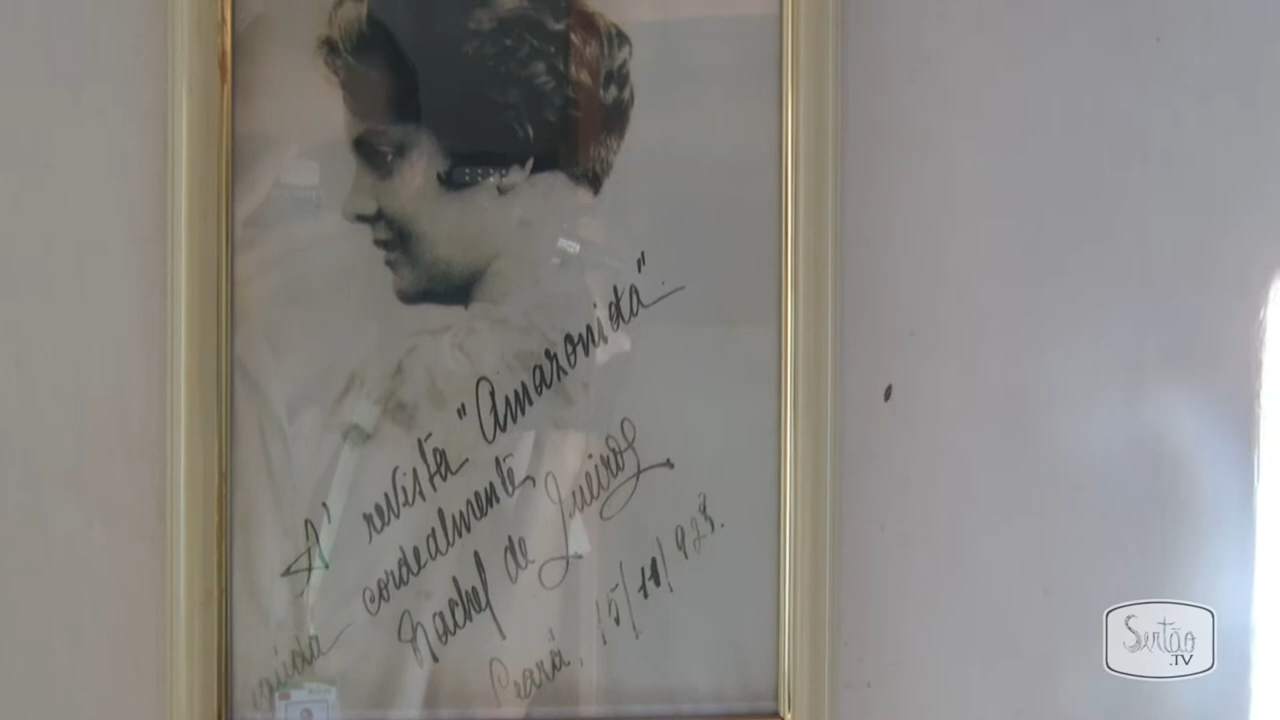 A' revista "Amazonida"
cordealmente,
Rachel de Queiroz
Ceará, 15/11/928.
Sertão
.TV